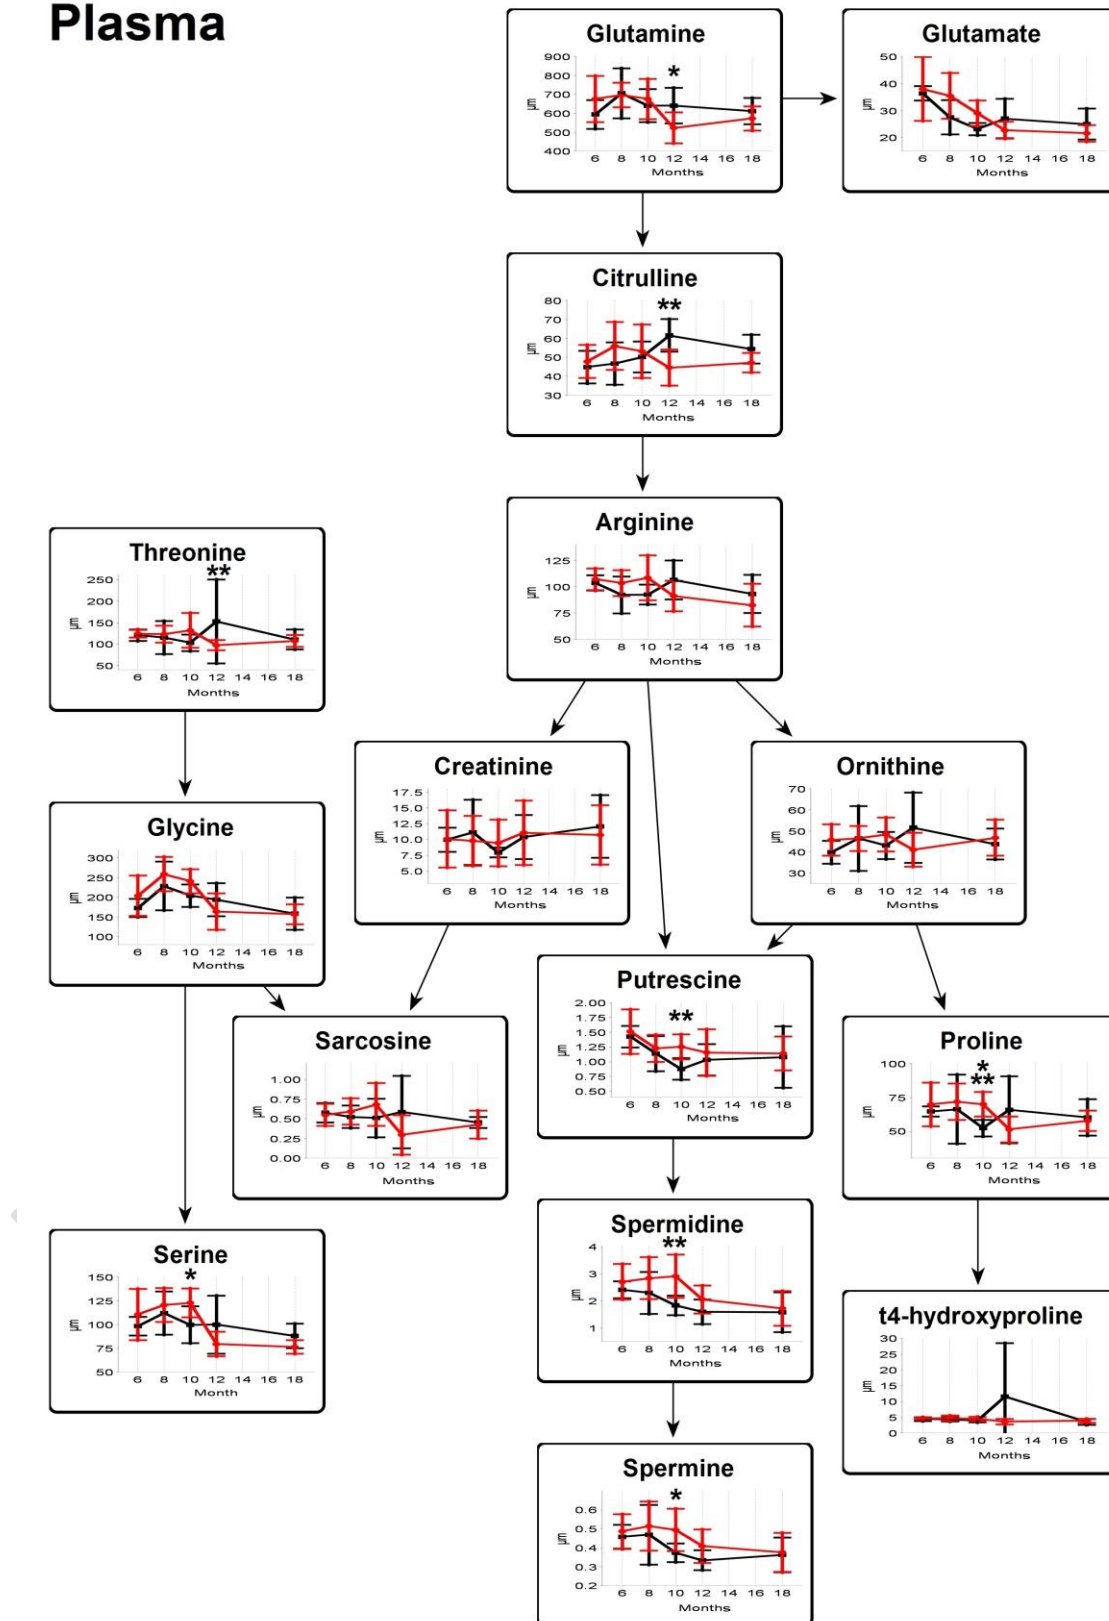 Plasma
Glutamine
*
900
800
700
600
500
400
µm
6 8 10 12 14 16 18
Months
Glutamate
50
40
30
20
µm
6 8 10 12 14 16 18
Months
Citrulline
**
80
70
60
50
40
30
µm
6 8 10 12 14 16 18
Months
Arginine
125
100
75
50
µm
6 8 10 12 14 16 18
Months
Threonine
**
250
200
150
100
50
µm
6 8 10 12 14 16 18
Months
Creatinine
17.5
15.0
12.5
10.0
7.5
5.0
µm
6 8 10 12 14 16 18
Months
Ornithine
70
60
50
40
30
µm
6 8 10 12 14 16 18
Months
Glycine
300
250
200
150
100
µm
6 8 10 12 14 16 18
Months
Putrescine
**
2.00
1.75
1.50
1.25
1.00
0.75
0.50
µm
6 8 10 12 14 16 18
Months
Sarcosine
1.00
0.75
0.50
0.25
0.00
µm
6 8 10 12 14 16 18
Months
Proline
*
**
100
75
50
µm
6 8 10 12 14 16 18
Months
Spermidine
**
4
3
2
1
µm
6 8 10 12 14 16 18
Months
Serine
*
150
125
100
75
50
µm
6 8 10 12 14 16 18
Month
t4-hydroxyproline
30
25
20
15
10
5
0
µm
6 8 10 12 14 16 18
Months
Spermine
*
0.6
0.5
0.4
0.3
0.2
µm
6 8 10 12 14 16 18
Months